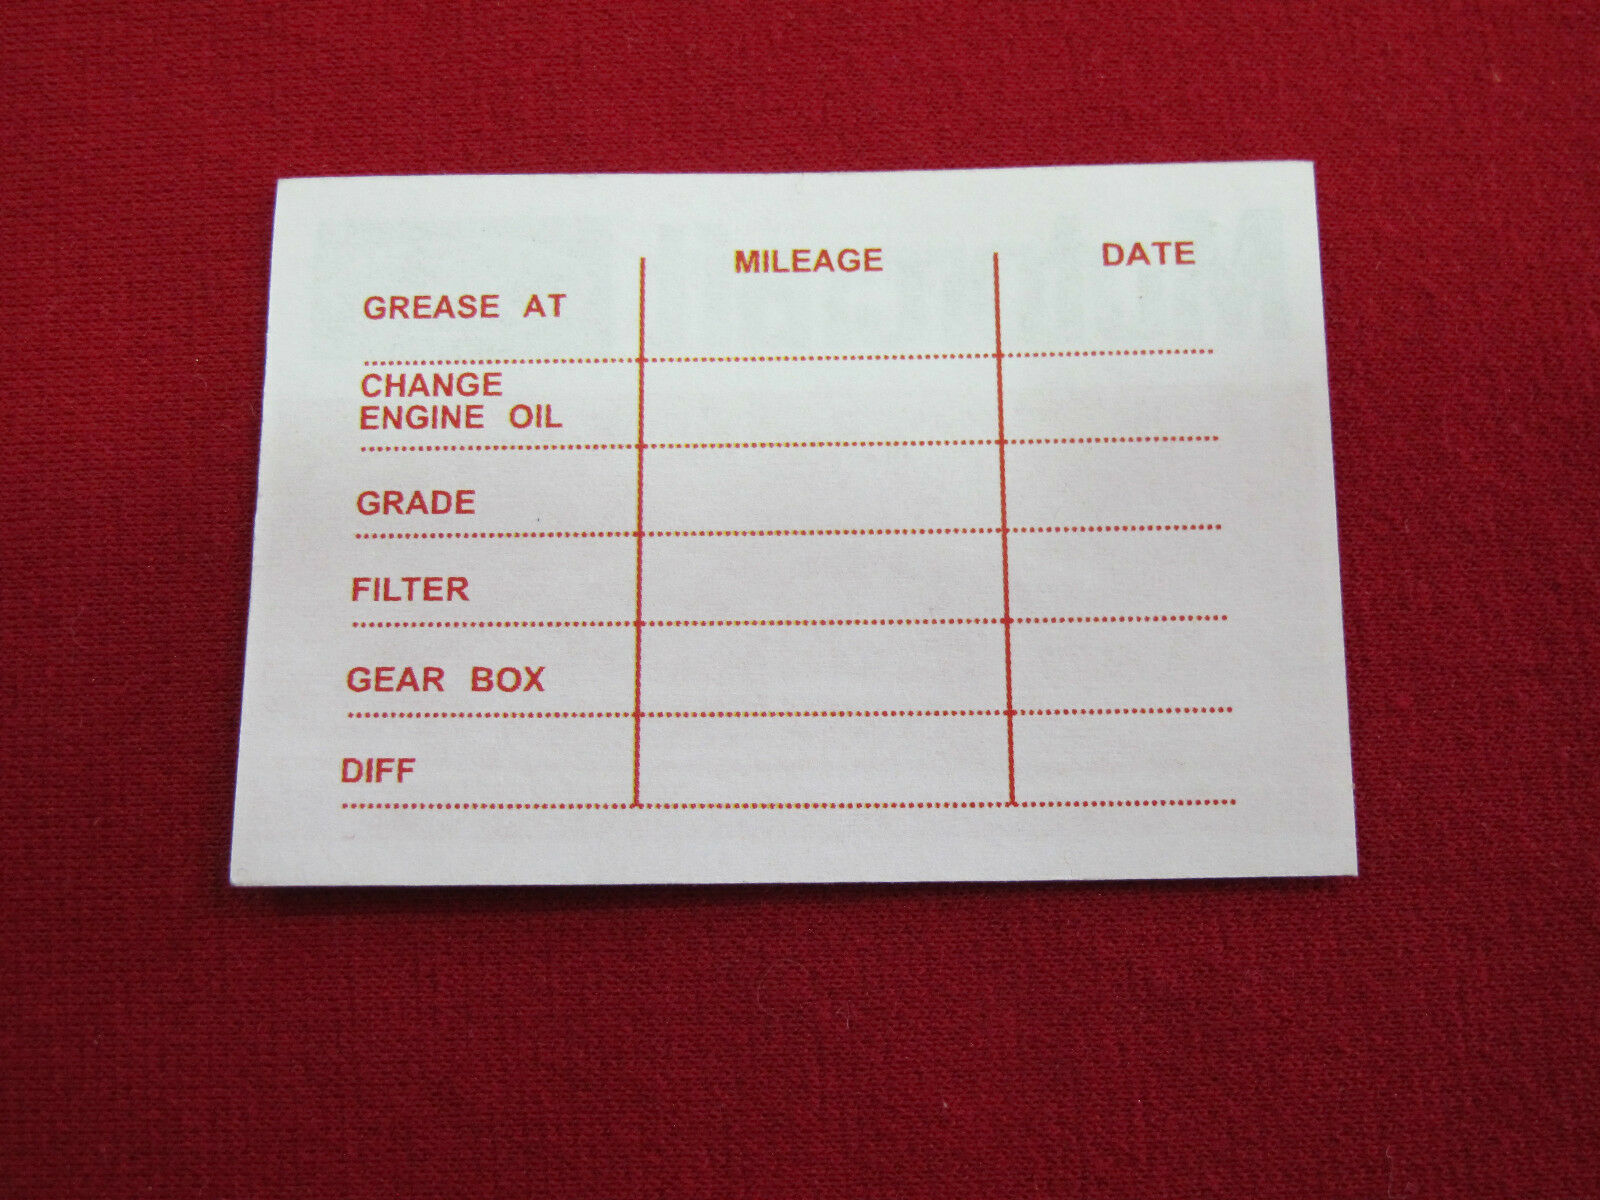 MILEAGE DATE
GREASE AT
CHANGE
ENGINE OIL
GRADE
FILTER
GEAR BOX
DIFF